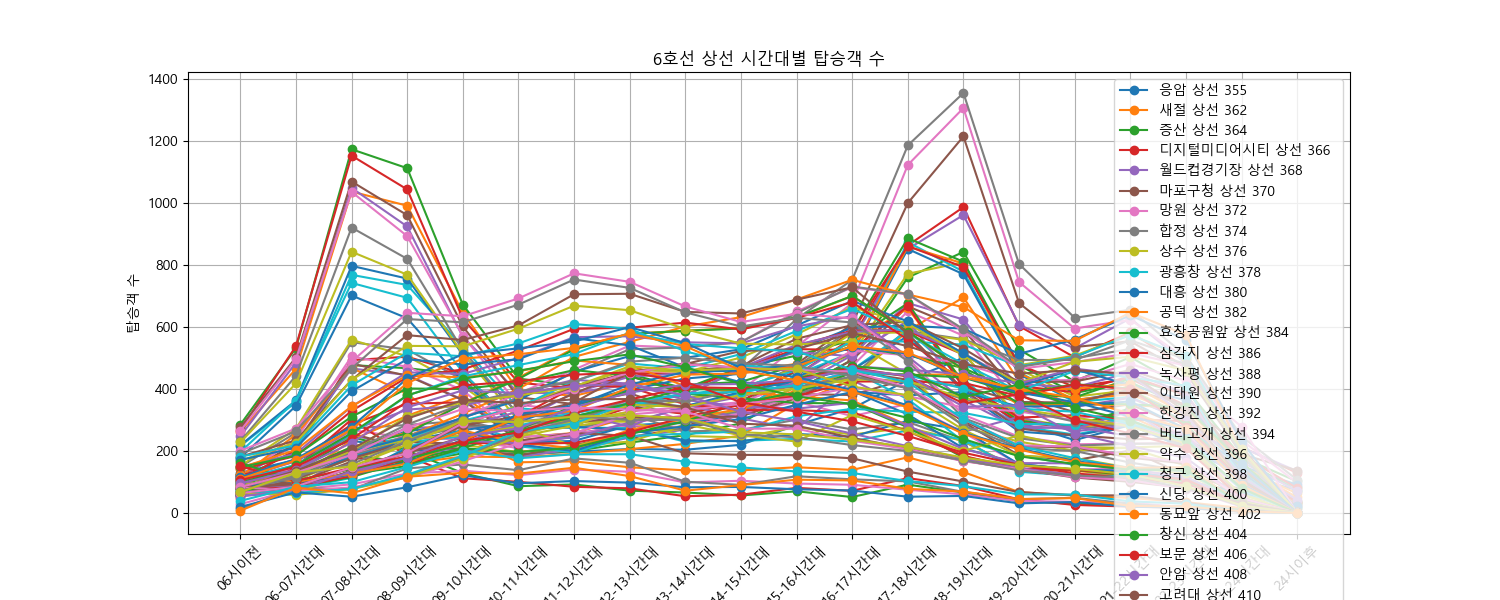 6호선 상선 시간대별 탑승객 수
탑승객 수
1400
1200
1000
800
600
400
200
0
06시이전
06-07시간대
07-08시간대
08-09시간대
09-10시간대
10-11시간대
11-12시간대
12-13시간대
13-14시간대
14-15시간대
15-16시간대
16-17시간대
17-18시간대
18-19시간대
19-20시간대
20-21시간대
24시이후
응암 상선 355
새절 상선 362
증산 상선 364
디지털미디어시티 상선 366
월드컵경기장 상선 368
마포구청 상선 370
망원 상선 372
합정 상선 374
상수 상선 376
광흥창 상선 378
대흥 상선 380
공덕 상선 382
효창공원앞 상선 384
삼각지 상선 386
녹사평 상선 388
이태원 상선 390
한강진 상선 392
버티고개 상선 394
약수 상선 396
청구 상선 398
신당 상선 400
동묘앞 상선 402
창신 상선 404
보문 상선 406
안암 상선 408
고려대 상선 410